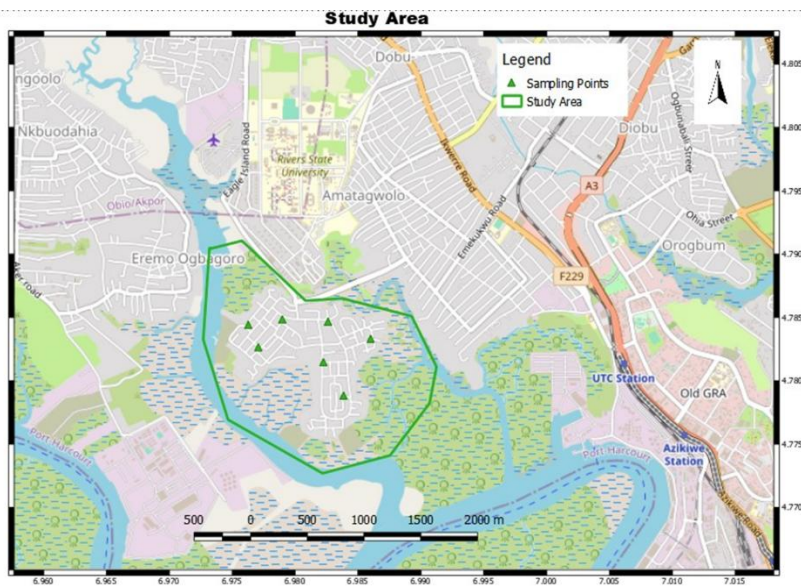 Study Area
Legend
Sampling Points
Study Area
N
Dobu
ngoolo
Nkbuodahia
Eagle Island Road
Rivers State
University
Ikwerre Road
Diobu
Ogbunabali Street
A3
Amatagwolo
Obio/Akpor
Emekukwu Road
Ohia Street
Orogbum
Eremo Ogbagoro
F229
UTC Station
Old GRA
Azikiwe
Station
Port Harcourt
Port Harcourt
Azikiwe Road
500 0 500 1000 1500 2000 m
4.805
4.800
4.795
4.790
4.785
4.780
4.775
4.770
6.960 6.965 6.970 6.975 6.980 6.985 6.990 6.995 7.000 7.005 7.010 7.015